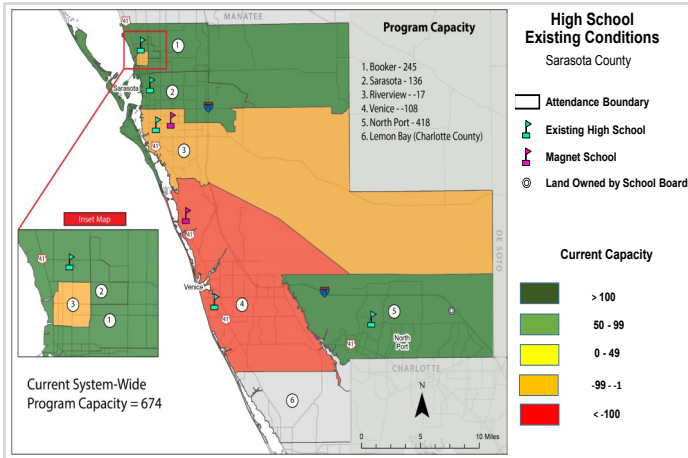 MANATEE
Program Capacity
1. Booker - 245
2. Sarasota - 136
3. Riverview - -17
4. Venice - -108
5. North Port - 418
6. Lemon Bay (Charlotte County)
1
Sarasota
2
41
3
DE SOTO
Inset Map
41
2
3
1
41
Venice
4
41
5
North
Port
41
CHARLOTTE
6
N
0 5 10 Miles
Current System-Wide
Program Capacity = 674
High School
Existing Conditions
Sarasota County
Attendance Boundary
Existing High School
Magnet School
Land Owned by School Board
Current Capacity
> 100
50 - 99
0 - 49
-99 - -1
< -100